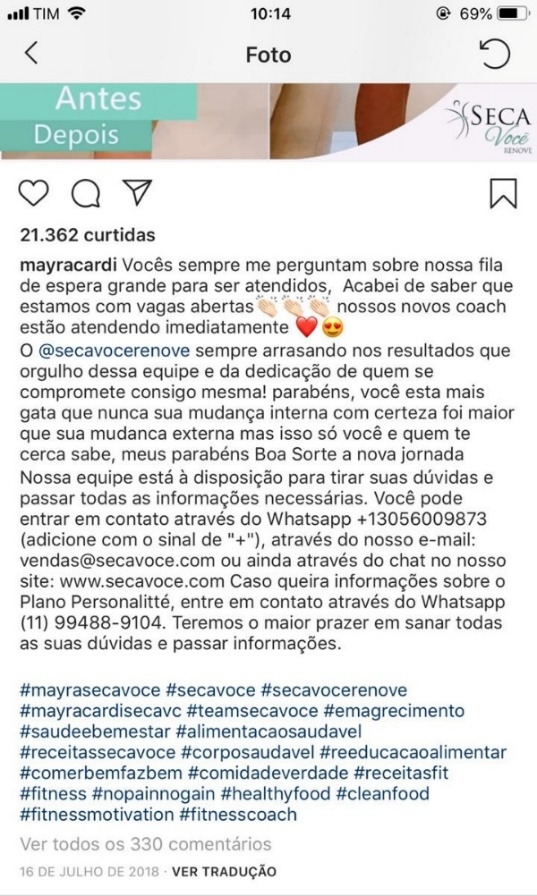 TIM 10:14 69%
Foto
Antes
Depois
SECA
Você
RENOVE
21.362 curtidas
mayracardi Vocês sempre me perguntam sobre nossa fila
de espera grande para ser atendidos, Acabei de saber que
estamos com vagas abertas👏🏻👏🏻👏🏻 nossos novos coach
estão atendendo imediatamente ❤️😍
O @secavocerenove sempre arrasando nos resultados que
orgulho dessa equipe e da dedicação de quem se
compromete consigo mesma! parabéns, você esta mais
gata que nunca sua mudança interna com certeza foi maior
que sua mudanca externa mas isso só você e quem te
cerca sabe, meus parabéns Boa Sorte a nova jornada
Nossa equipe está à disposição para tirar suas dúvidas e
passar todas as informações necessárias. Você pode
entrar em contato através do Whatsapp +13056009873
(adicione com o sinal de "+"), através do nosso e-mail:
vendas@secavoce.com ou ainda através do chat no nosso
site: www.secavoce.com Caso queira informações sobre o
Plano Personalitté, entre em contato através do Whatsapp
(11) 99488-9104. Teremos o maior prazer em sanar todas
as suas dúvidas e passar informações.
#mayrasecavoce #secavoce #secavocerenove
#mayracardisecavc #teamsecavoce #emagrecimento
#saudeebemestar #alimentacaosaudavel
#receitassecavoce #corposaudavel #reeducacaoalimentar
#comerbemfazbem #comidadeverdade #receitasfit
#fitness #nopainnogain #healthyfood #cleanfood
#fitnessmotivation #fitnesscoach
Ver todos os 330 comentários
16 DE JULHO DE 2018 · VER TRADUÇÃO